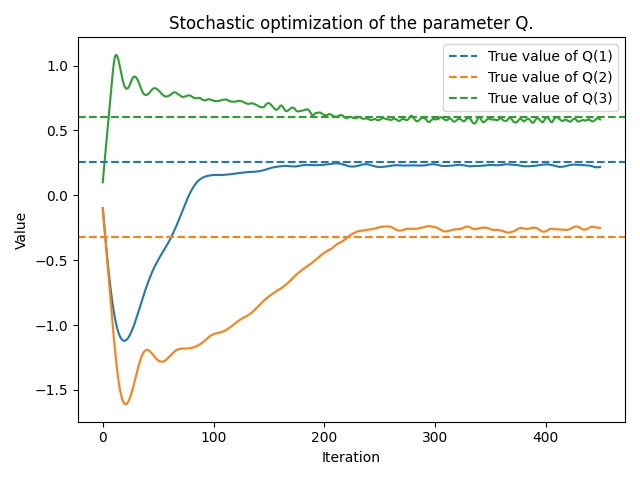 Stochastic optimization of the parameter Q.
True value of Q(1)
True value of Q(2)
True value of Q(3)
1.0
0.5
0.0
−0.5
−1.0
−1.5
Value
0 100 200 300 400
Iteration